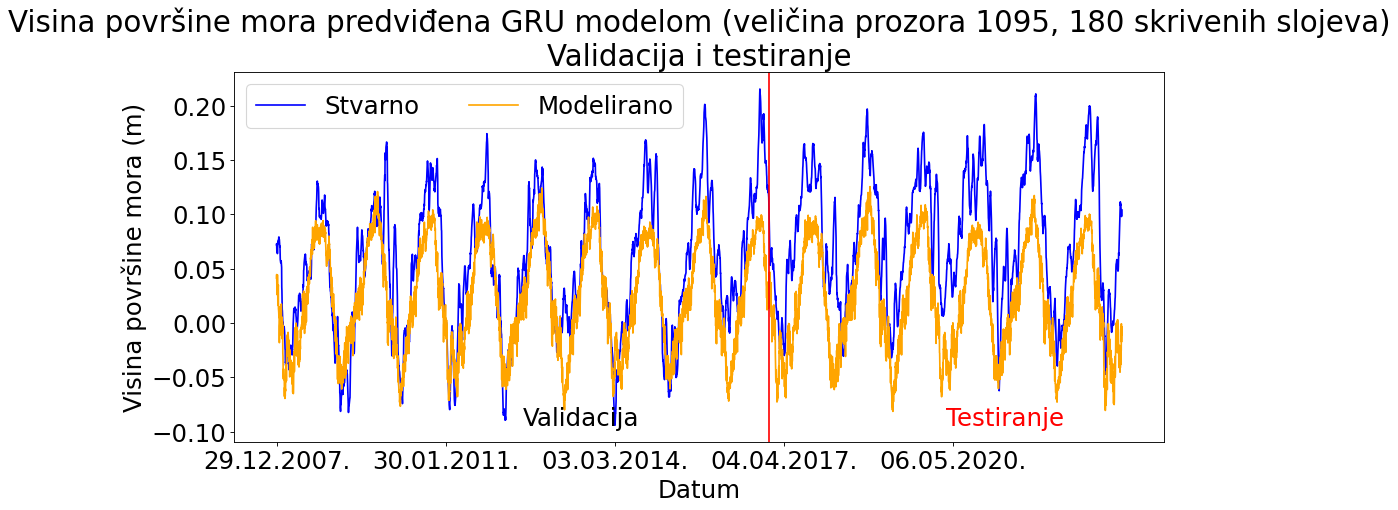 Visina površine mora predviđena GRU modelom (veličina prozora 1095, 180 skrivenih slojeva)
Validacija i testiranje
Stvarno
Modelirano
Visina površine mora (m)
0.20
0.15
0.10
0.05
0.00
−0.05
−0.10
Validacija
Testiranje
29.12.2007.
30.01.2011.
03.03.2014.
04.04.2017.
06.05.2020.
Datum